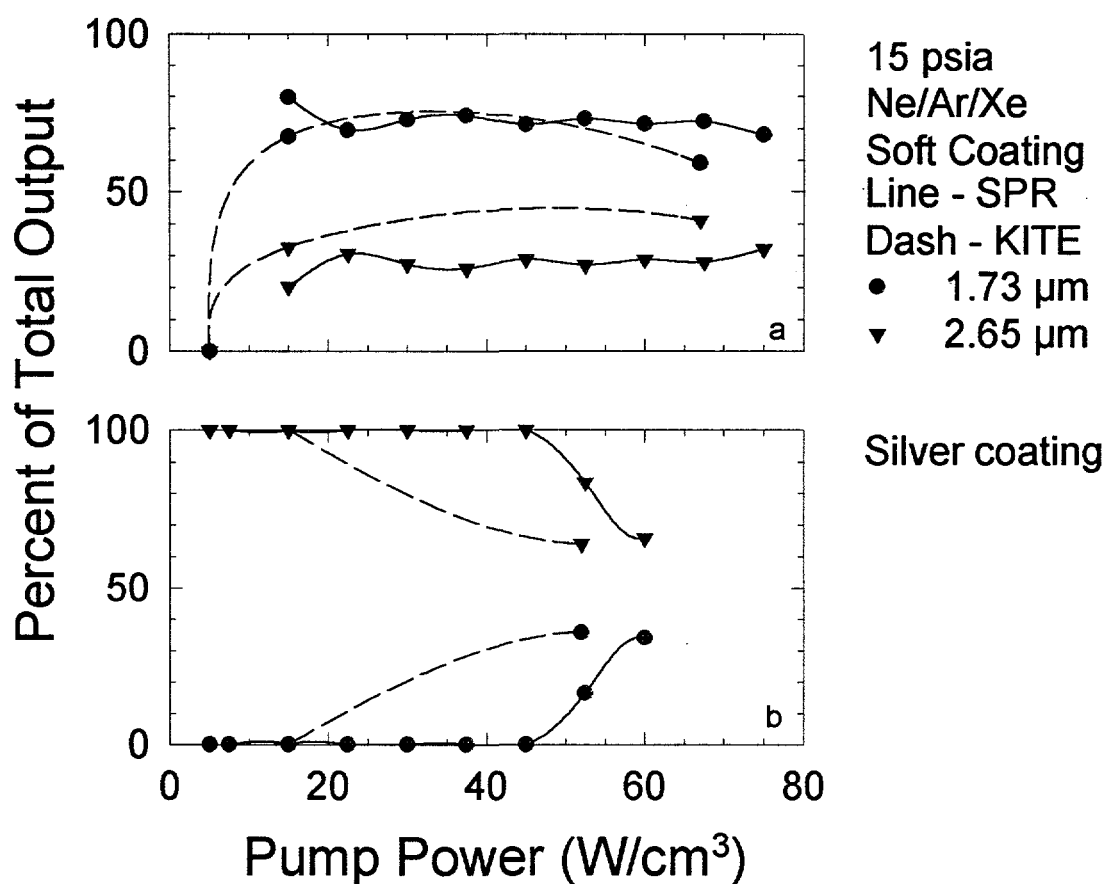 Percent of Total Output
100
50
0
a
100
50
0
b
0
20
40
60
80
Pump Power (W/cm³)
15 psia
Ne/Ar/Xe
Soft Coating
Line - SPR
Dash - KITE
1.73 µm
2.65 µm
Silver coating